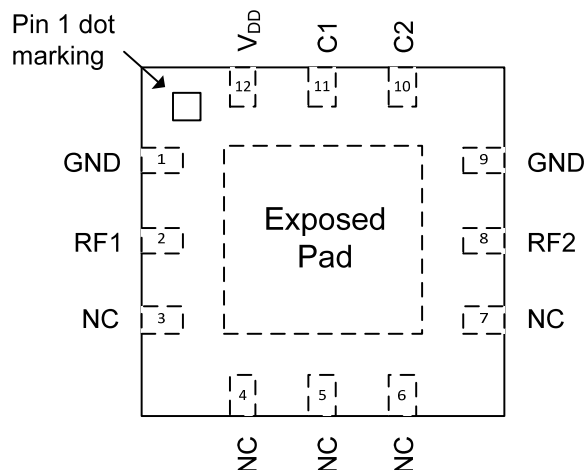 Pin 1 dot
marking
VDD
C1
C2
12
11
10
GND
1
9
GND
RF1
2
Exposed
Pad
8
RF2
NC
3
7
NC
4
5
6
NC
NC
NC